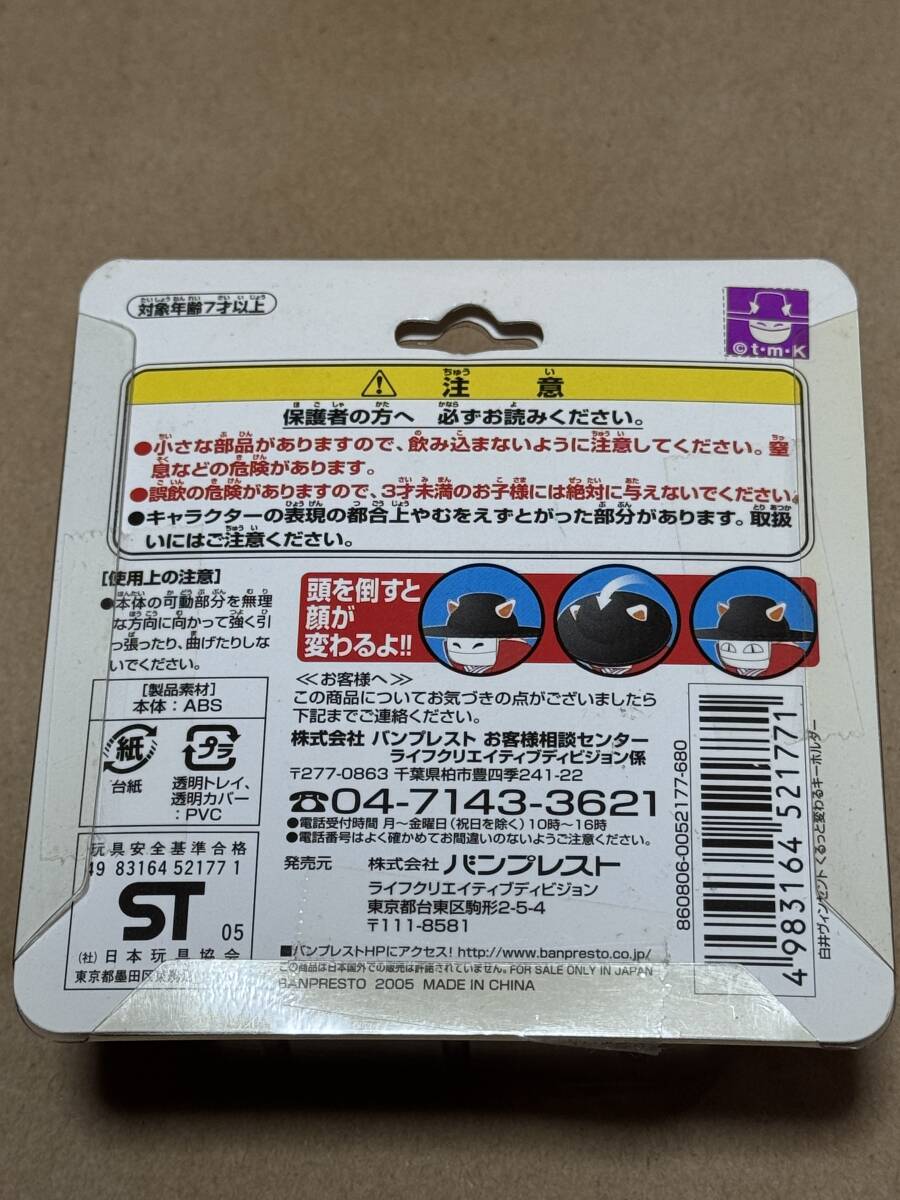 対象年齢7才以上
©t・m・K
⚠ 注意
保護者の方へ 必ずお読みください。
●小さな部品がありますので、飲み込まないように注意してください。窒
息などの危険があります。
●誤飲の危険がありますので、3才未満のお子様には絶対に与えないでください。
●キャラクターの表現の都合上やむをえずとがった部分があります。取扱
いにはご注意ください。
[使用上の注意]
●本体の可動部分を無理
な方向に向かって強く引
っ張ったり、曲げたりしな
いでください。
頭を倒すと
顔が
変わるよ!!
[製品素材]
本体：ABS
紙
台紙
プラ
透明トレイ、
透明カバー
：PVC
≪お客様へ≫
この商品についてお気づきの点がございましたら
下記までご連絡ください。
株式会社 バンプレスト お客様相談センター
ライフクリエイティブディビジョン係
〒277-0863 千葉県柏市豊四季241-22
☎04-7143-3621
●電話受付時間 月〜金曜日(祝日を除く)10時〜16時
●電話番号はよく確かめてお間違いのないようご注意ください。
発売元 株式会社 バンプレスト
ライフクリエイティブディビジョン
東京都台東区駒形2-5-4
〒111-8581
■バンプレストHPにアクセス! http://www.banpresto.co.jp/
この商品は日本国外での販売は許諾されていません。FOR SALE ONLY IN JAPAN
BANPRESTO 2005 MADE IN CHINA
玩具安全基準合格
49 83164 52177 1
ST 05
(社)日本玩具協会
東京都墨田区
860806-0052177-680
4 983164 521771
白井ヴィンセント くるっと変わるキーホルダー